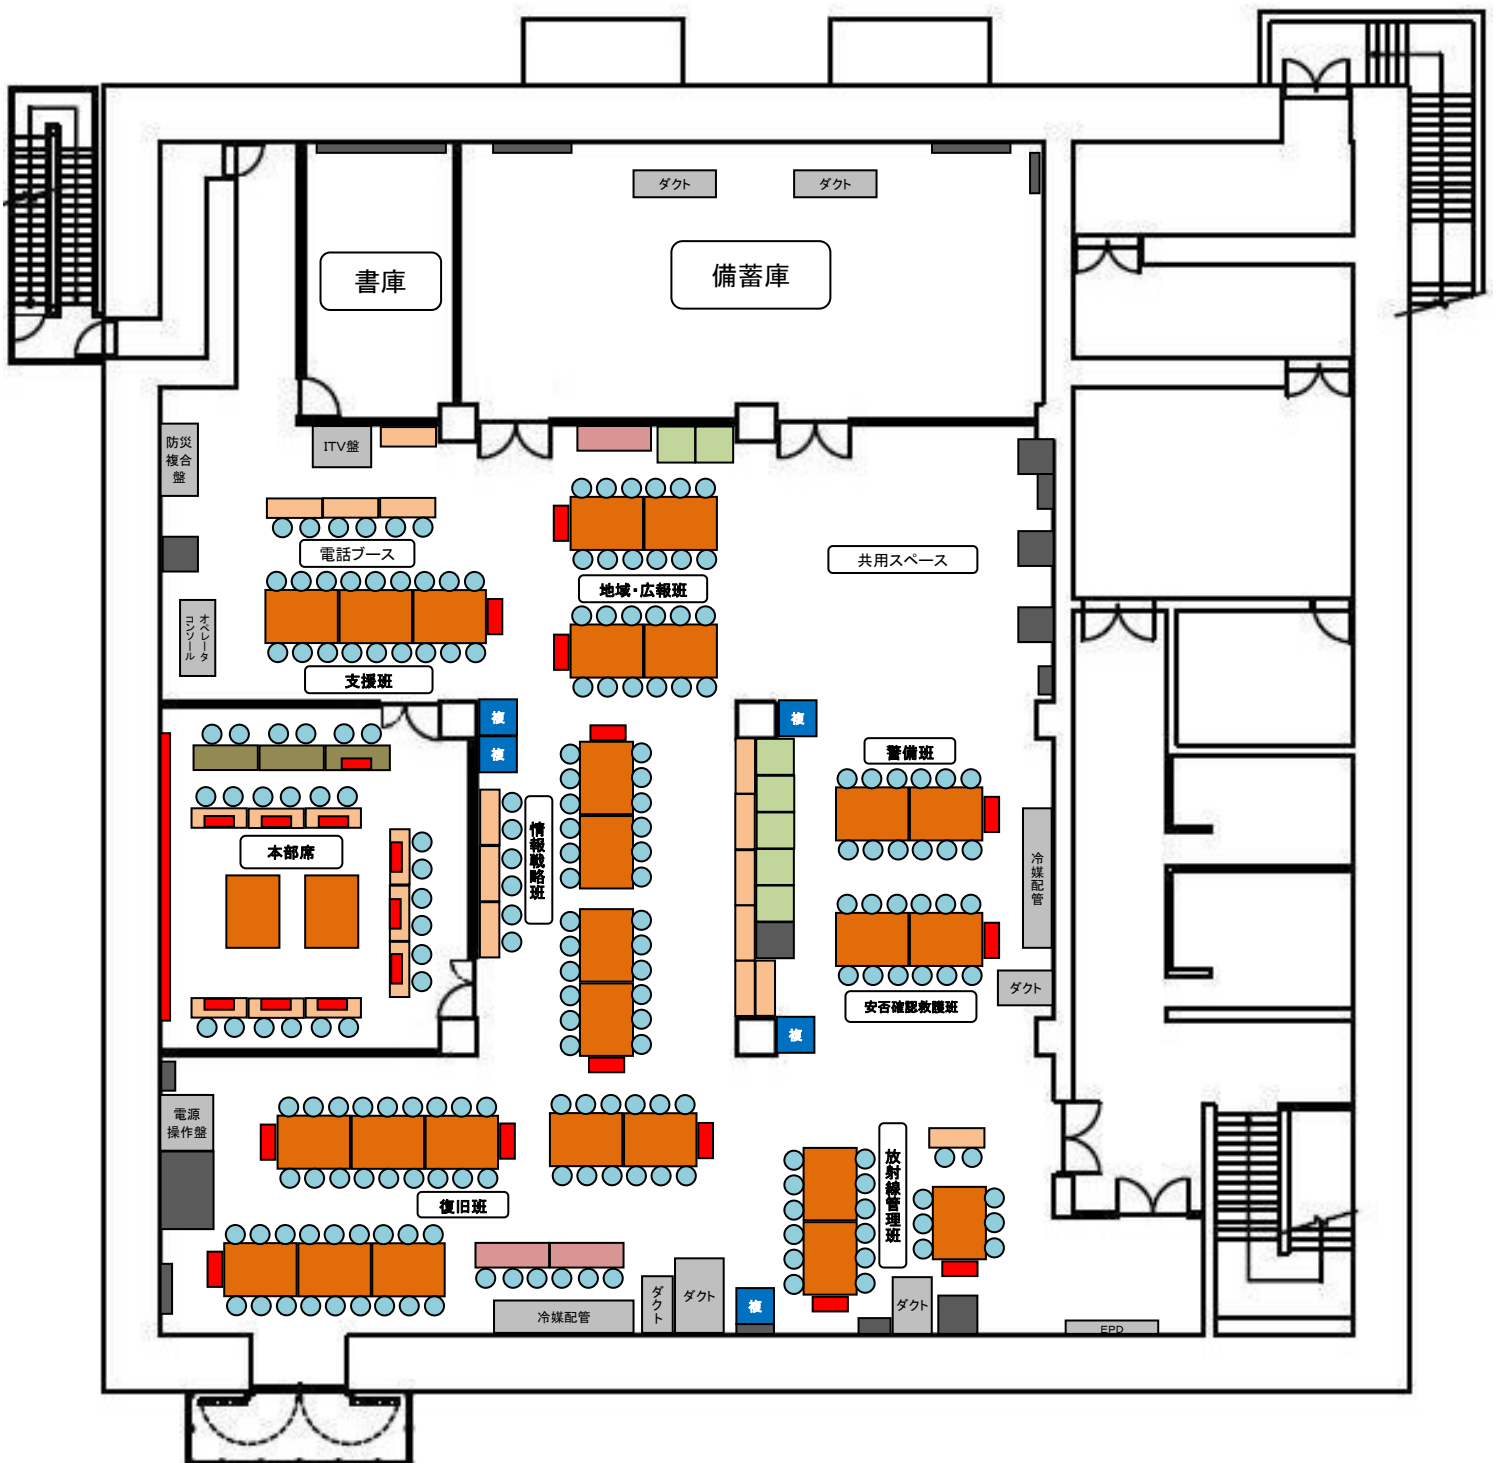 ダクト
ダクト
書庫
備蓄庫
防災
複合
盤
ITV盤
電話ブース
共用スペース
地域・広報班
オペレータ
コンソール
支援班
複
複
複
警備班
情報戦略班
本部席
冷媒配管
ダクト
安否確認救護班
複
電源
操作盤
放射線管理班
復旧班
ダクト
ダクト
冷媒配管
複
ダクト
EPD